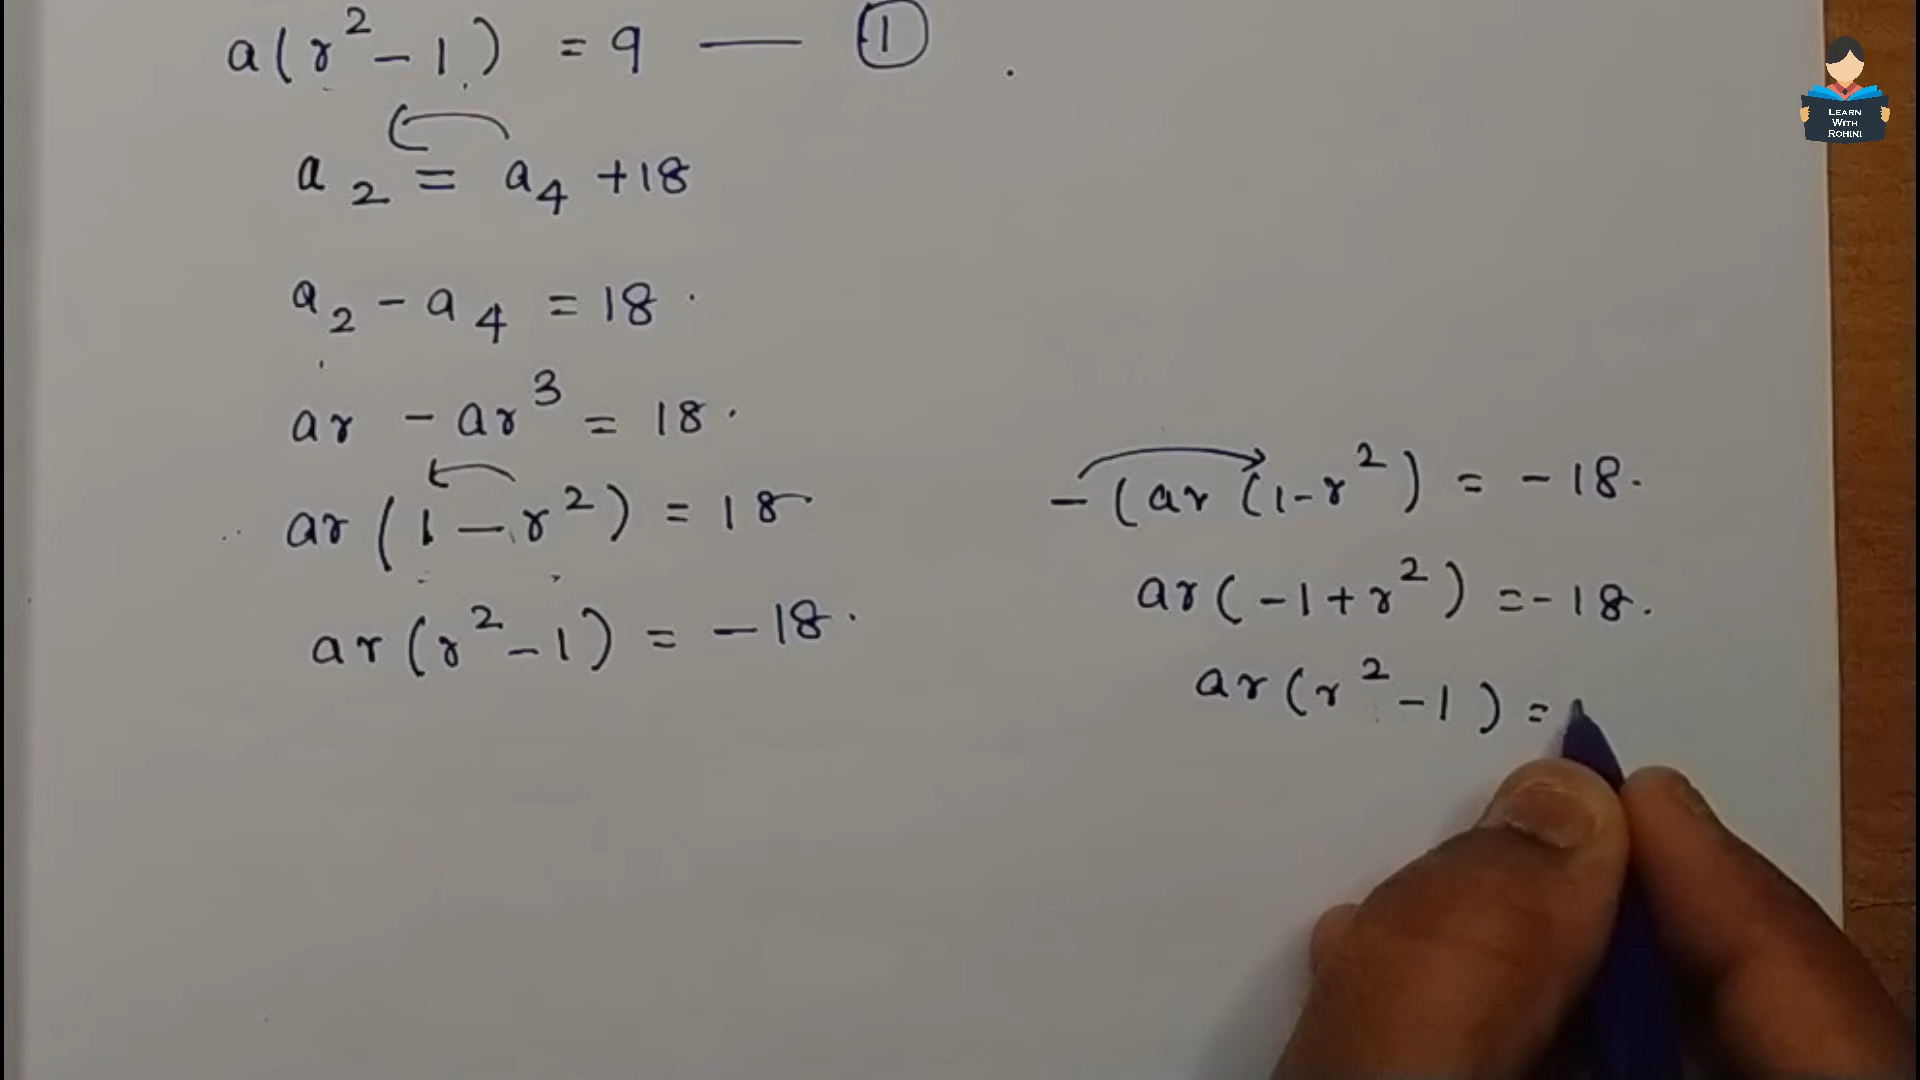 a(r² - 1) = 9 — ①
a₂ = a₄ + 18
a₂ - a₄ = 18.
ar - ar³ = 18.
ar(1 - r²) = 18
ar(r² - 1) = -18.
-(ar(1 - r²) = -18.
ar(-1 + r²) = -18.
ar(r² - 1) =
LEARN
WITH
ROHINI